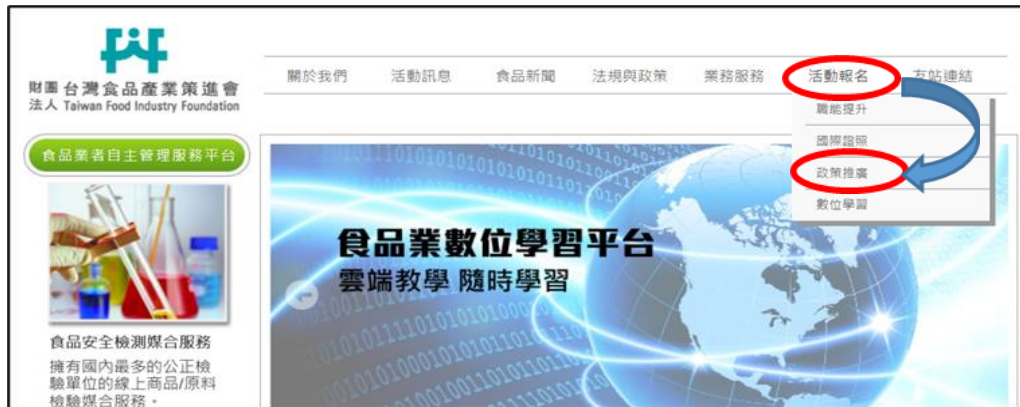 財團 台灣食品產業策進會
法人 Taiwan Food Industry Foundation
關於我們 活動訊息 食品新聞 法規與政策 業務服務 活動報名 友站連結
職能提升
國際證照
政策推廣
數位學習
食品業者自主管理服務平台
食品業數位學習平台
雲端教學 隨時學習
食品安全檢測媒合服務
擁有國內最多的公正檢
驗單位的線上商品/原料
檢驗媒合服務。